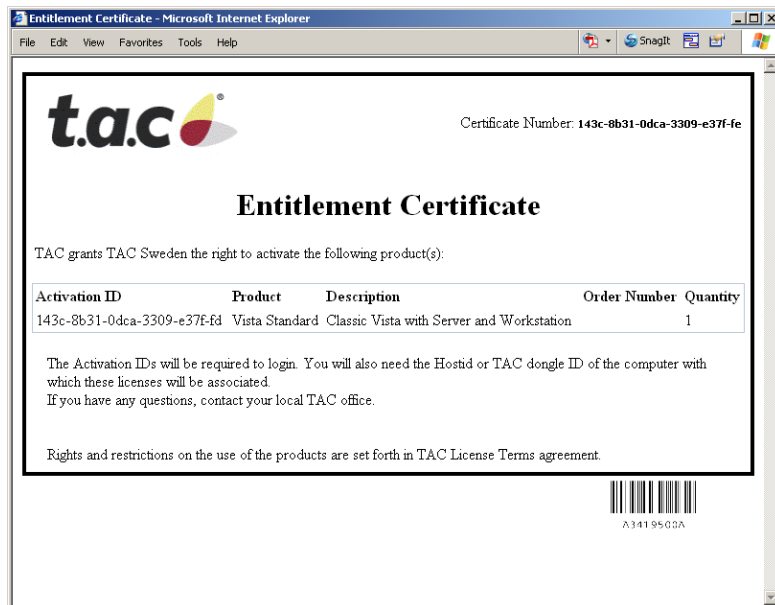 Entitlement Certificate - Microsoft Internet Explorer
File Edit View Favorites Tools Help
SnagIt
t.a.c®
Certificate Number: 143c-8b31-0dca-3309-e37f-fe
Entitlement Certificate
TAC grants TAC Sweden the right to activate the following product(s):
Activation ID Product Description Order Number Quantity
143c-8b31-0dca-3309-e37f-fd Vista Standard Classic Vista with Server and Workstation 1
The Activation IDs will be required to login. You will also need the Hostid or TAC dongle ID of the computer with
which these licenses will be associated.
If you have any questions, contact your local TAC office.
Rights and restrictions on the use of the products are set forth in TAC License Terms agreement.
A3419500A